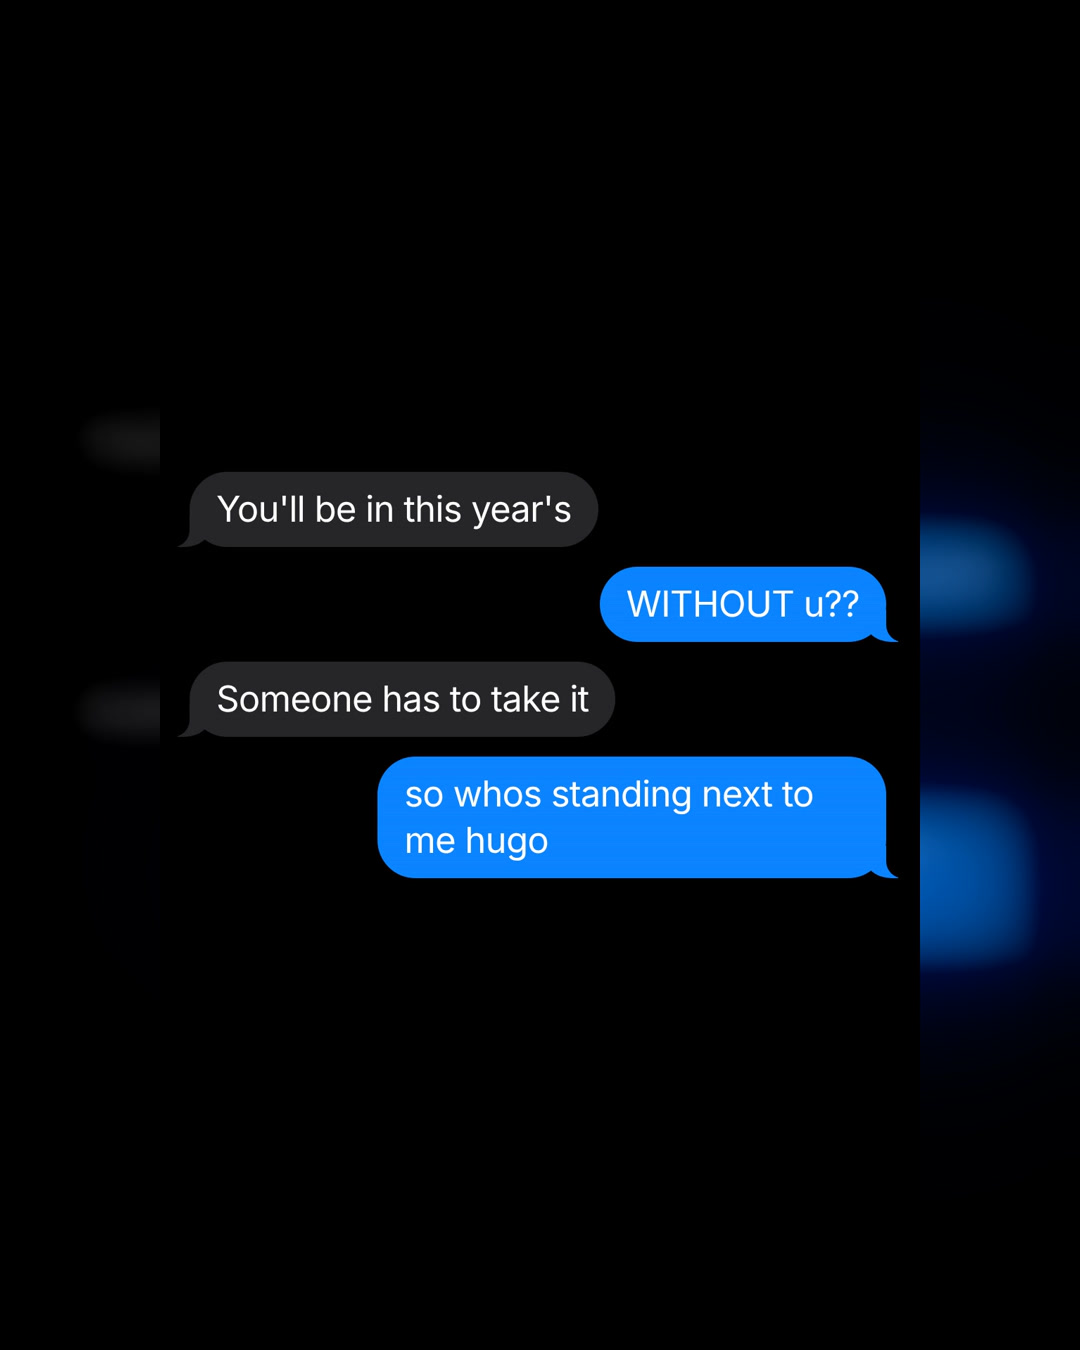 You'll be in this year's
WITHOUT u??
Someone has to take it
so whos standing next to
me hugo